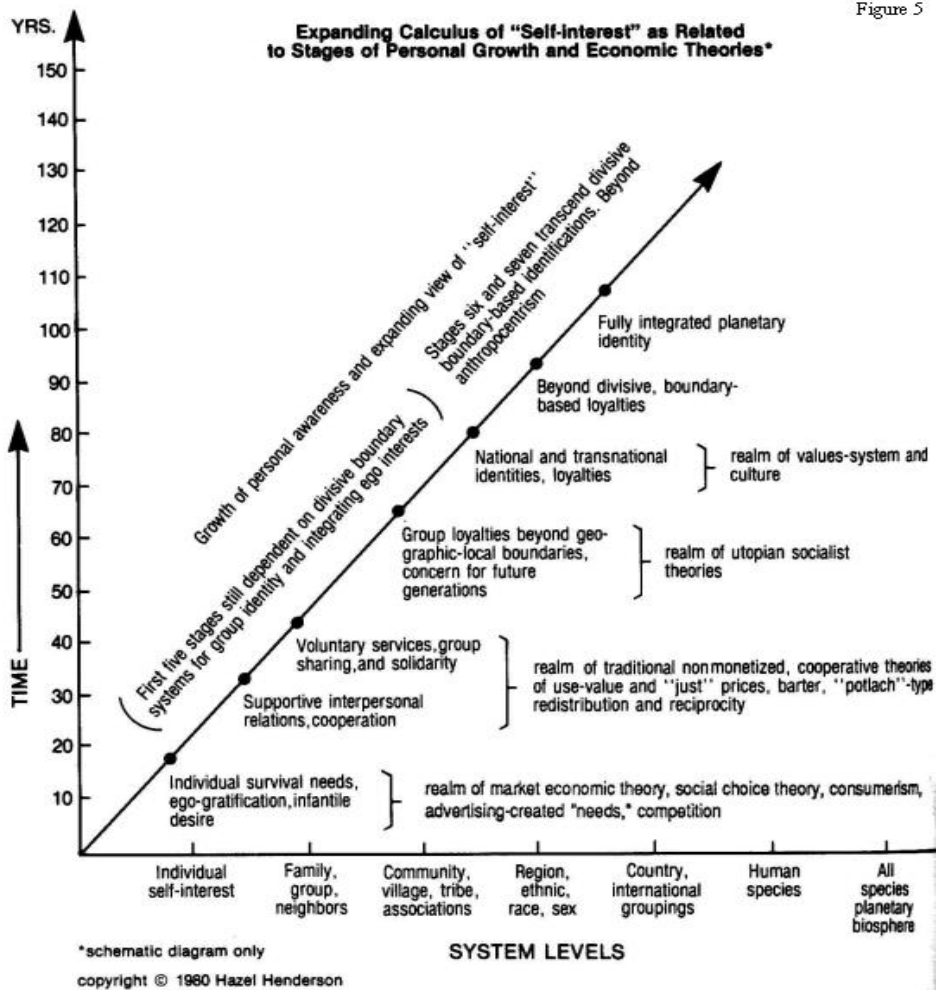 Figure 5
YRS.
Expanding Calculus of "Self-interest" as Related
to Stages of Personal Growth and Economic Theories*
150
140
130
120
110
100
90
80
70
60
50
40
30
20
10
TIME
Growth of personal awareness and expanding view of "self-interest"
Stages six and seven transcend divisive
boundary-based identifications. Beyond
anthropocentrism
First five stages still dependent on divisive boundary
systems for group identity and integrating ego interests
Fully integrated planetary
identity
Beyond divisive, boundary-
based loyalties
National and transnational
identities, loyalties
realm of values-system and
culture
Group loyalties beyond geo-
graphic-local boundaries,
concern for future
generations
realm of utopian socialist
theories
Voluntary services, group
sharing, and solidarity
Supportive interpersonal
relations, cooperation
realm of traditional nonmonetized, cooperative theories
of use-value and "just" prices, barter, "potlach"-type
redistribution and reciprocity
Individual survival needs,
ego-gratification, infantile
desire
realm of market economic theory, social choice theory, consumerism,
advertising-created "needs," competition
Individual
self-interest
Family,
group,
neighbors
Community,
village, tribe,
associations
Region,
ethnic,
race, sex
Country,
international
groupings
Human
species
All
species
planetary
biosphere
*schematic diagram only
SYSTEM LEVELS
copyright © 1980 Hazel Henderson